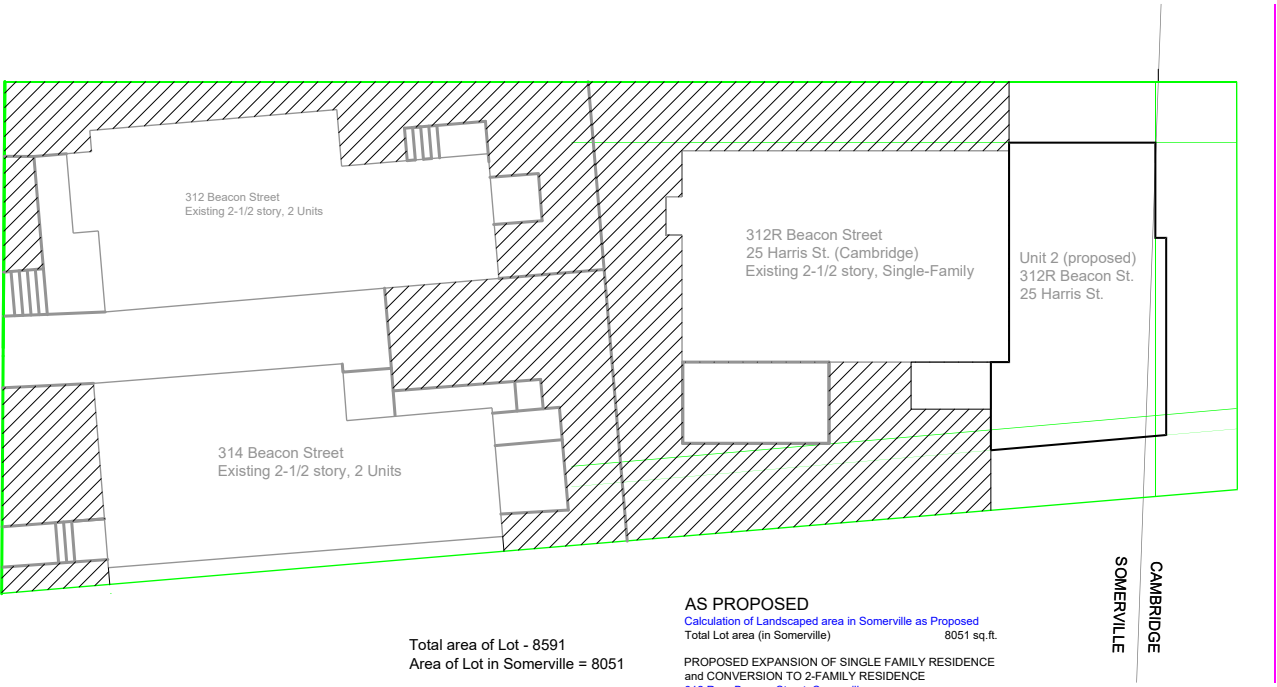 312 Beacon Street
Existing 2-1/2 story, 2 Units
312R Beacon Street
25 Harris St. (Cambridge)
Existing 2-1/2 story, Single-Family
Unit 2 (proposed)
312R Beacon St.
25 Harris St.
314 Beacon Street
Existing 2-1/2 story, 2 Units
SOMERVILLE
CAMBRIDGE
AS PROPOSED
Calculation of Landscaped area in Somerville as Proposed
Total Lot area (in Somerville) 8051 sq.ft.
Total area of Lot - 8591
Area of Lot in Somerville = 8051
PROPOSED EXPANSION OF SINGLE FAMILY RESIDENCE
and CONVERSION TO 2-FAMILY RESIDENCE